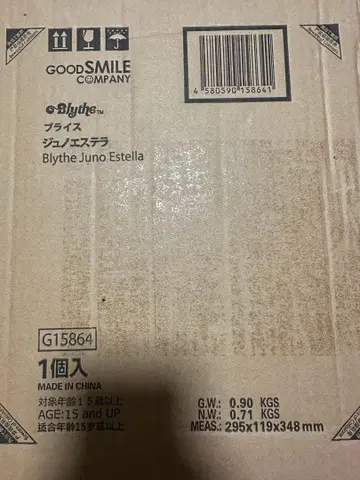 GOODSMILE
COMPANY
4 580590 158641
Blythe™
ブライス
ジュノエステラ
Blythe Juno Estella
G15864
1個入
MADE IN CHINA
対象年齢15歳以上
AGE:15 and UP
适合年龄15岁或以上
G.W.: 0.90 KGS
N.W.: 0.71 KGS
MEAS.: 295x119x348mm